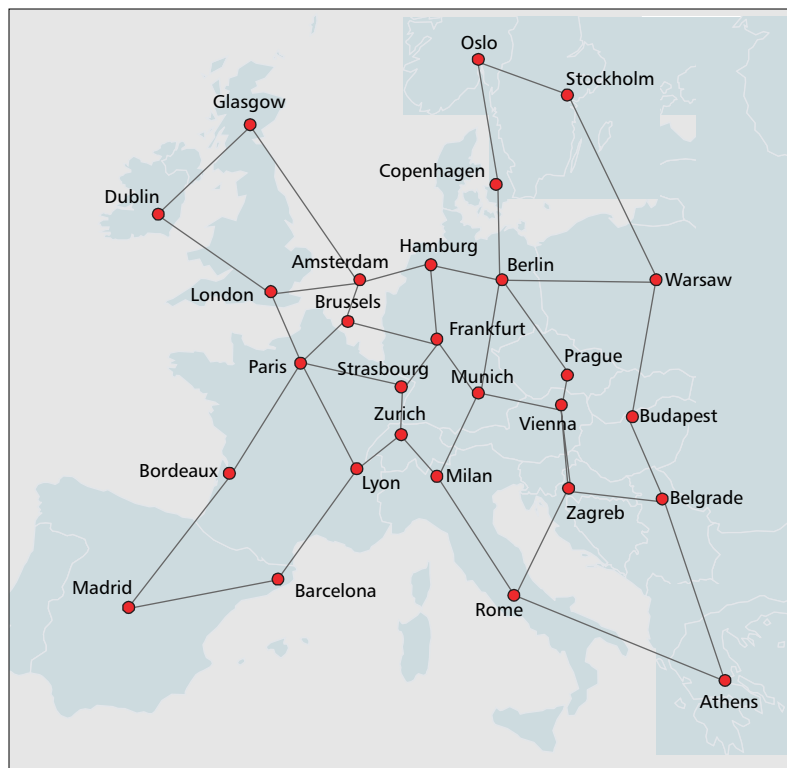 Oslo
Stockholm
Glasgow
Copenhagen
Dublin
Hamburg
Amsterdam
Berlin
London
Warsaw
Brussels
Frankfurt
Prague
Paris
Strasbourg
Munich
Zurich
Vienna
Budapest
Bordeaux
Lyon
Milan
Belgrade
Zagreb
Madrid
Barcelona
Rome
Athens